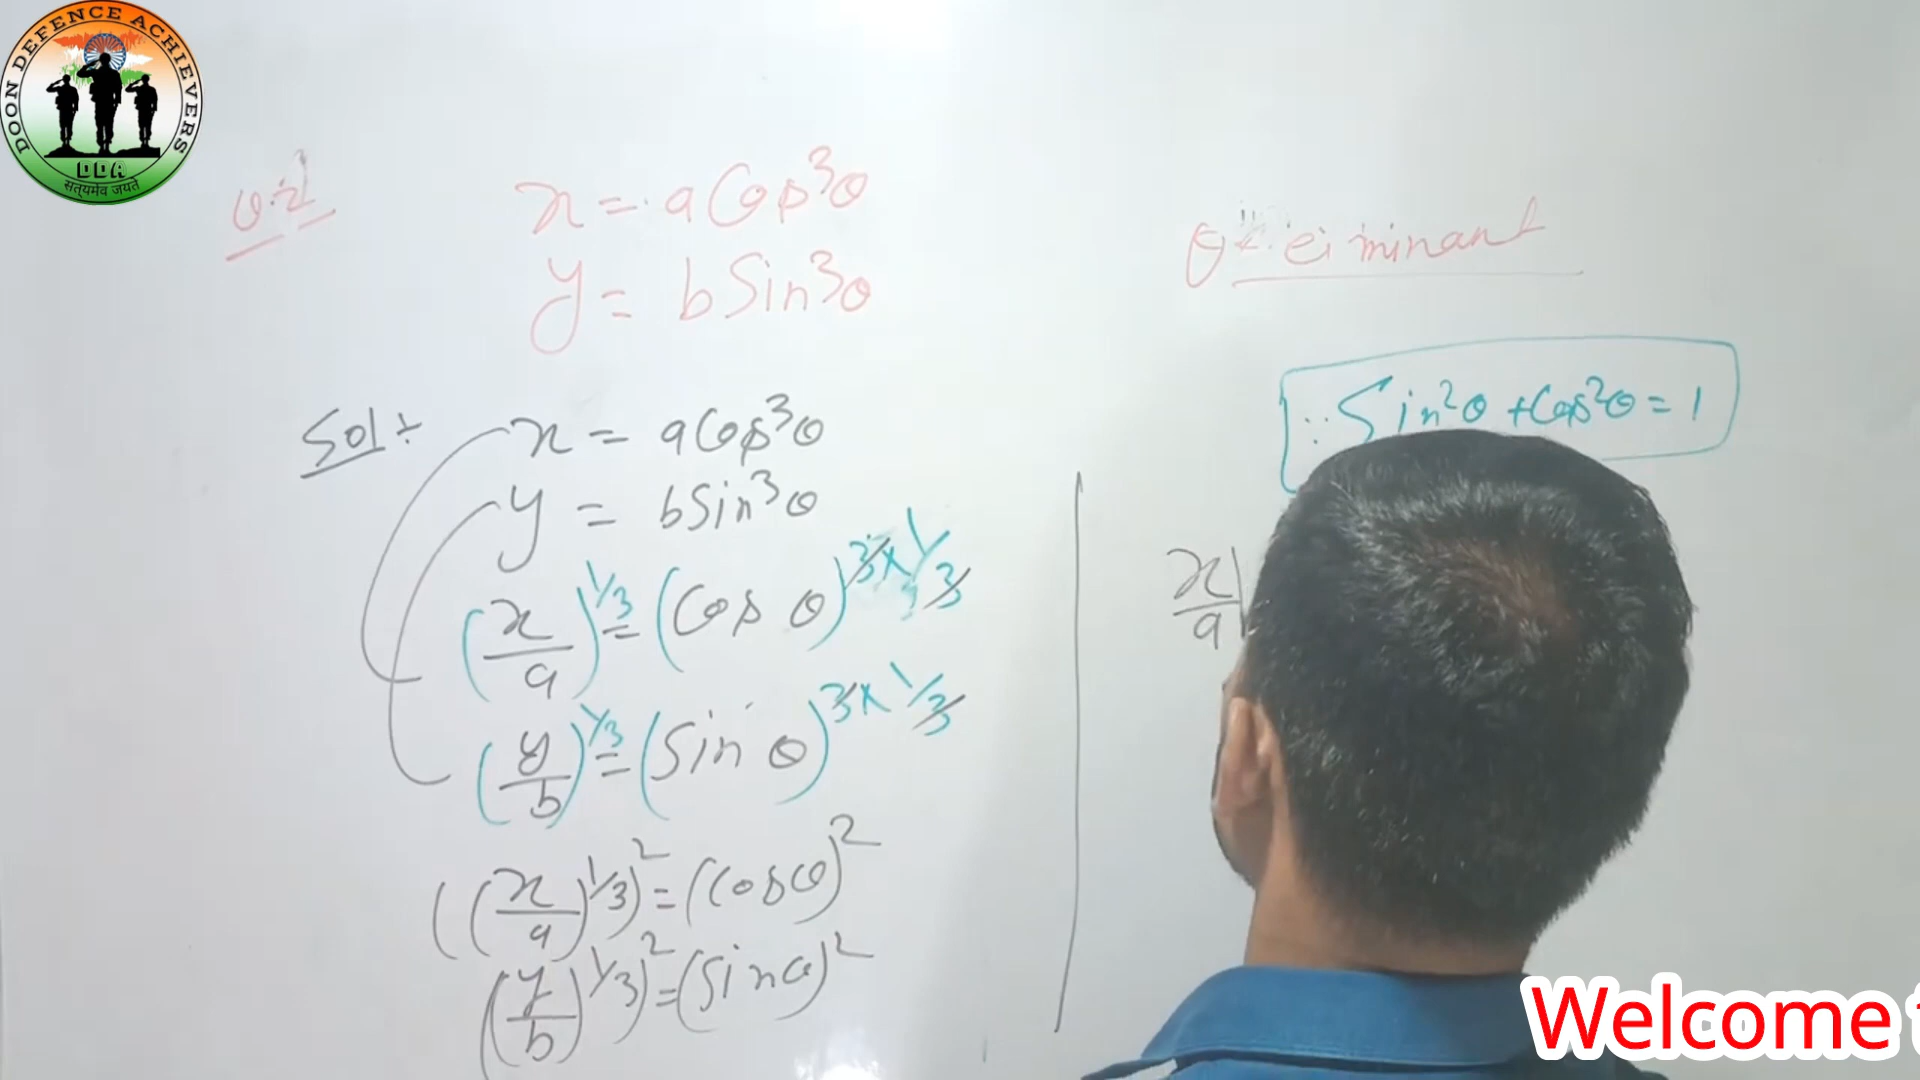 DOON DEFENCE ACHIEVERS
DDA
सत्यमेव जयते
x = a Cos³θ
y = b Sin³θ
θ = eiminant
Sol ÷
x = a Cos³θ
y = b Sin³θ
(x/a)^1/3 = (Cos θ)^3×1/3
(y/b)^1/3 = (Sin θ)^3×1/3
((x/a)^1/3)² = (Cosθ)²
((y/b)^1/3)² = (Sinθ)²
∵ Sin²θ + Cos²θ = 1
x/a
Welcome